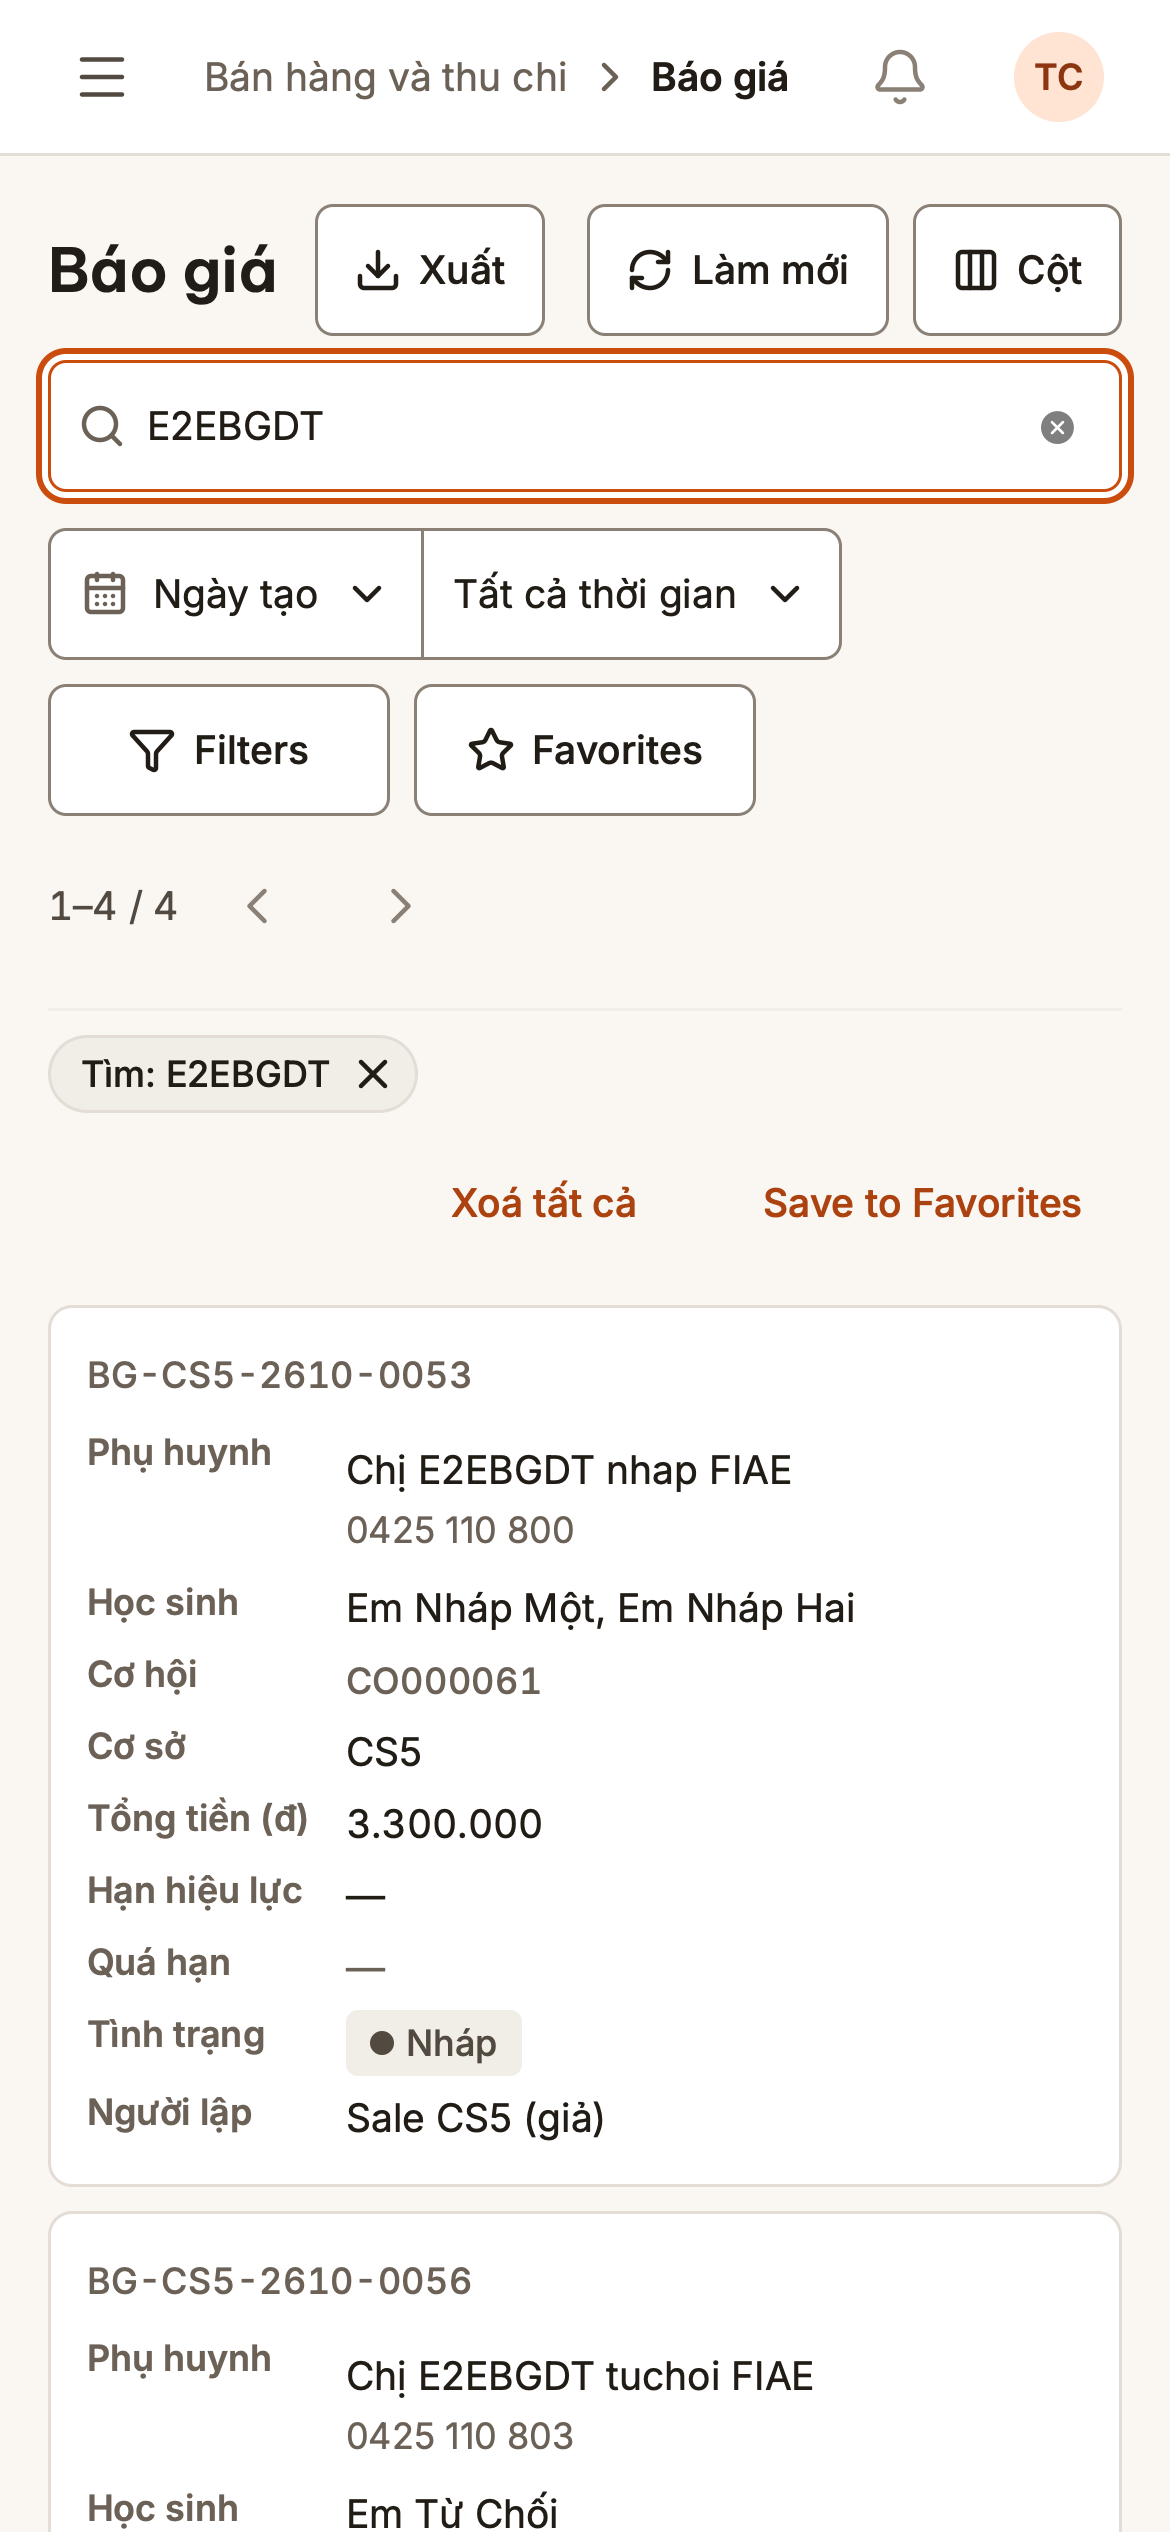 Bán hàng và thu chi > Báo giá
TC
Báo giá
Xuất
Làm mới
Cột
E2EBGDT
Ngày tạo
Tất cả thời gian
Filters
Favorites
1–4 / 4
Tìm: E2EBGDT
Xoá tất cả
Save to Favorites
BG-CS5-2610-0053
Phụ huynh
Chị E2EBGDT nhap FIAE
0425 110 800
Học sinh
Em Nháp Một, Em Nháp Hai
Cơ hội
CO000061
Cơ sở
CS5
Tổng tiền (đ)
3.300.000
Hạn hiệu lực
—
Quá hạn
—
Tình trạng
Nháp
Người lập
Sale CS5 (giả)
BG-CS5-2610-0056
Phụ huynh
Chị E2EBGDT tuchoi FIAE
0425 110 803
Học sinh
Em Từ Chối